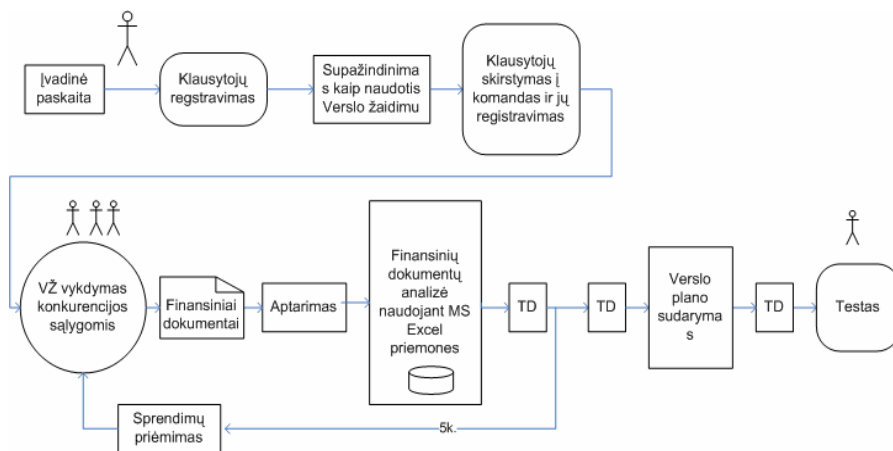 Įvadinė
paskaita
Klausytojų
regstravimas
Supažindinima
s kaip naudotis
Verslo žaidimu
Klausytojų
skirstymas į
komandas ir jų
registravimas
VŽ vykdymas
konkurencijos
sąlygomis
Finansiniai
dokumentai
Aptarimas
Finansinių
dokumentų
analizė
naudojant MS
Excel
priemones
TD
TD
Verslo
plano
sudaryma
s
TD
Testas
Sprendimų
priėmimas
5k.